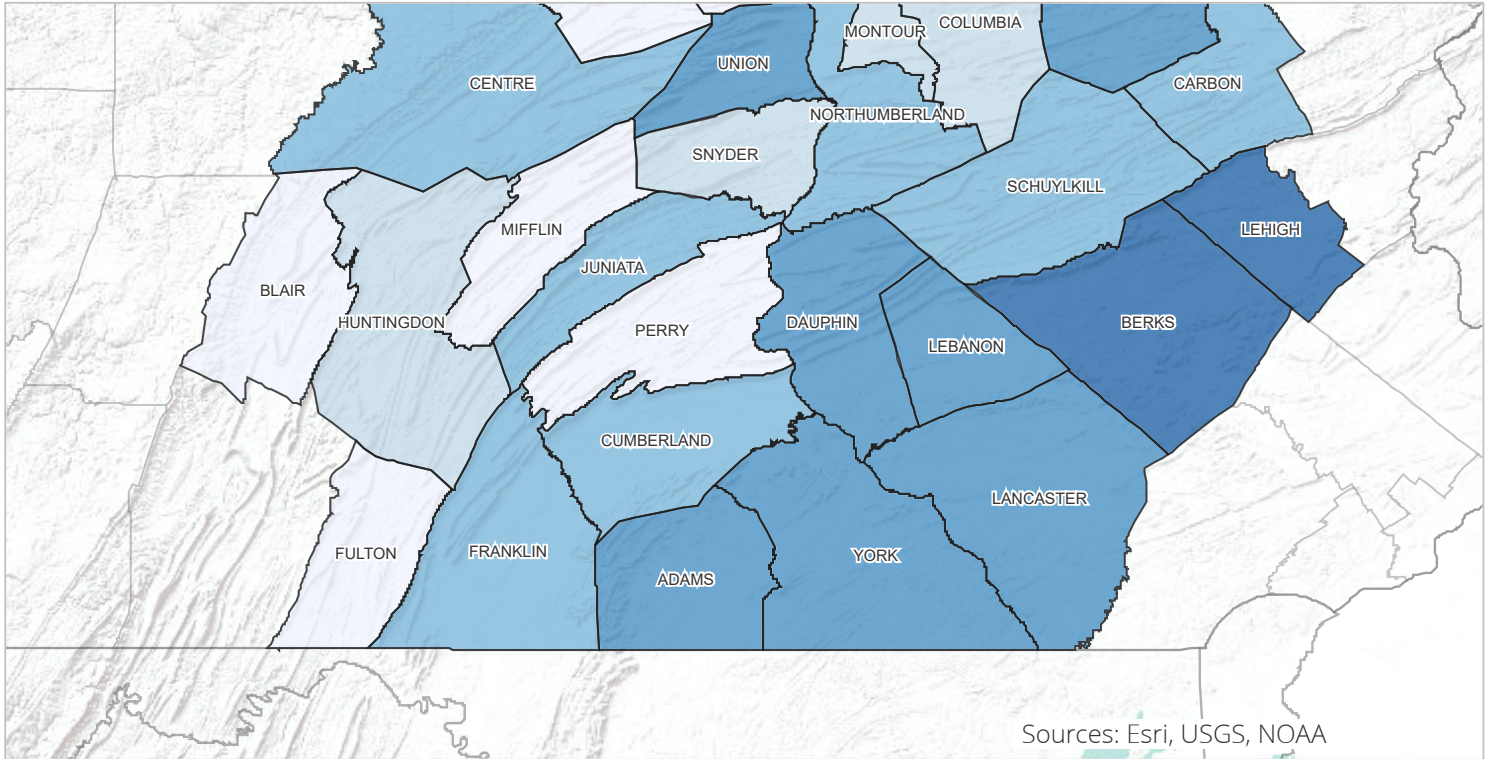 COLUMBIA
MONTOUR
UNION
CENTRE
CARBON
NORTHUMBERLAND
SNYDER
SCHUYLKILL
MIFFLIN
LEHIGH
JUNIATA
BLAIR
HUNTINGDON
PERRY
DAUPHIN
BERKS
LEBANON
CUMBERLAND
LANCASTER
FULTON
FRANKLIN
YORK
ADAMS
Sources: Esri, USGS, NOAA